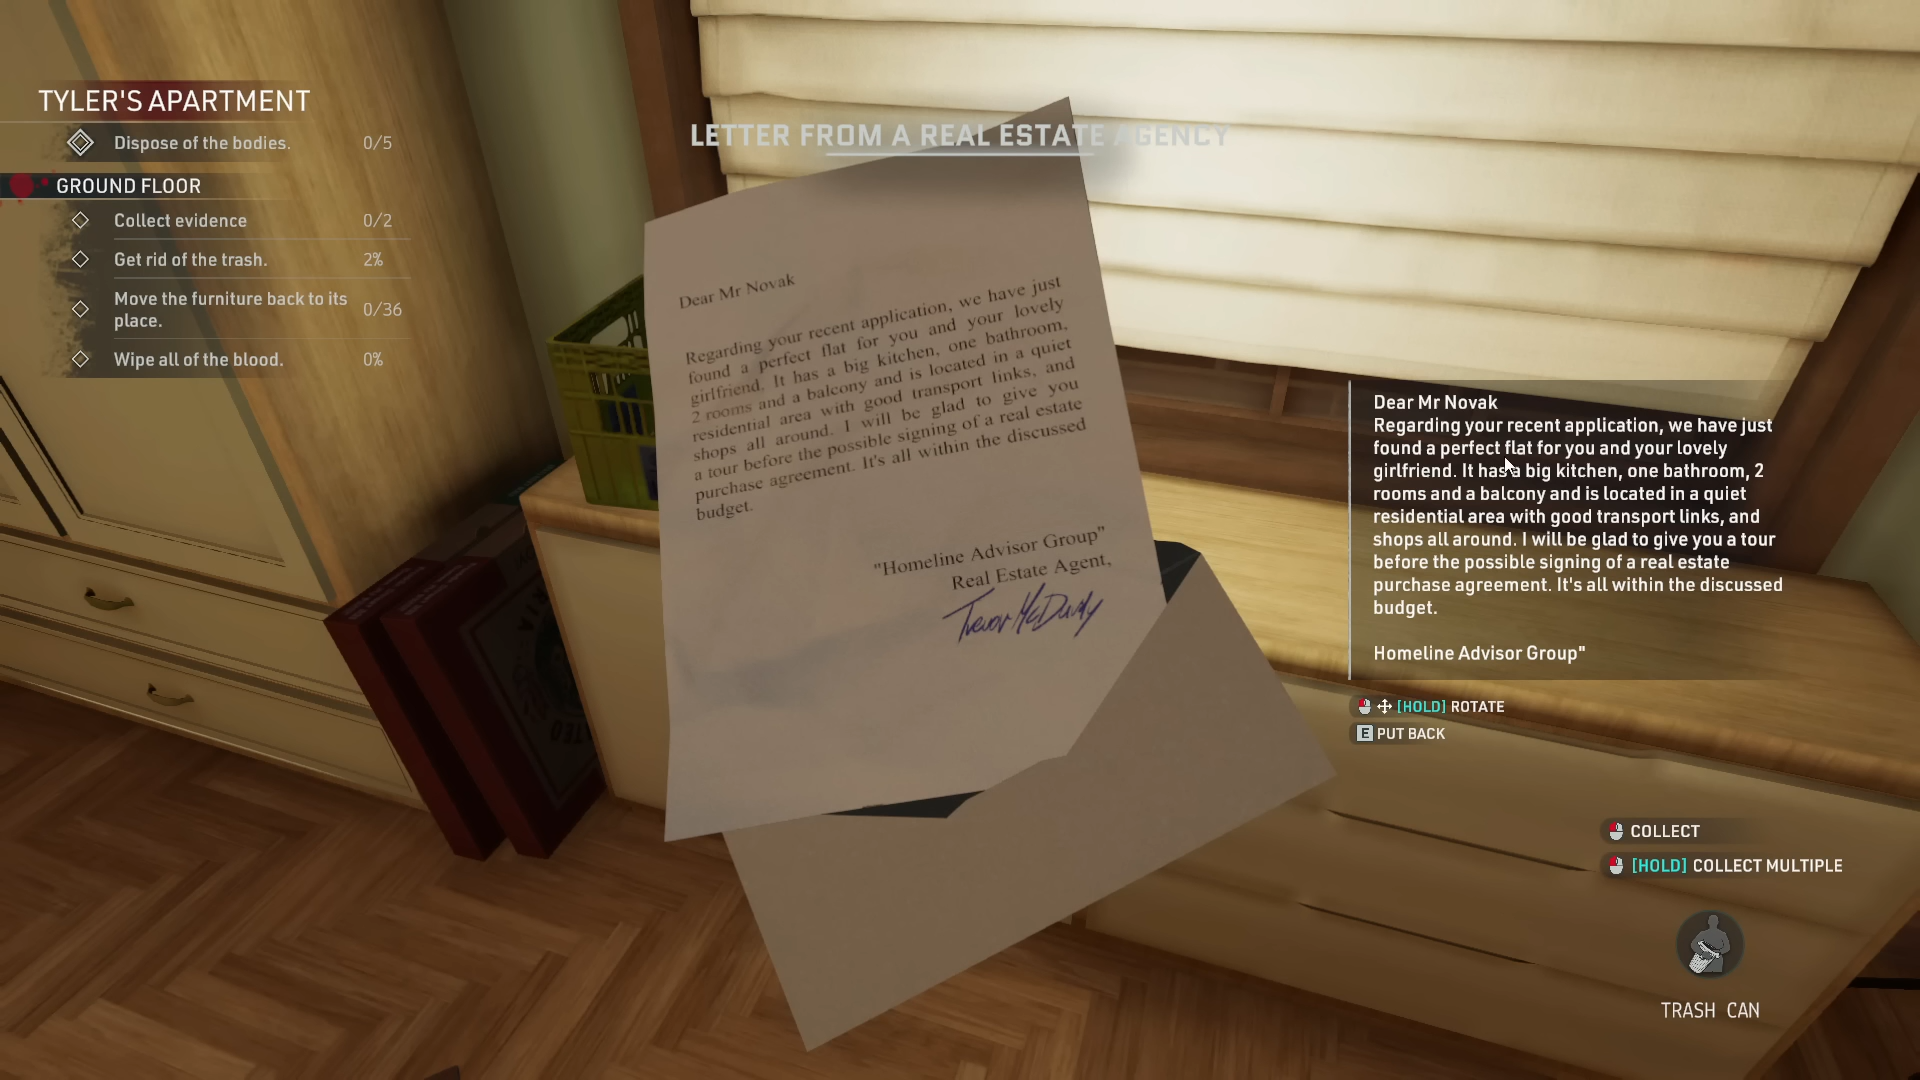 TYLER'S APARTMENT
Dispose of the bodies. 0/5
GROUND FLOOR
Collect evidence 0/2
Get rid of the trash. 2%
Move the furniture back to its
place. 0/36
Wipe all of the blood. 0%
LETTER FROM A REAL ESTATE AGENCY
Dear Mr Novak
Regarding your recent application, we have just
found a perfect flat for you and your lovely
girlfriend. It has a big kitchen, one bathroom,
2 rooms and a balcony and is located in a quiet
residential area with good transport links, and
shops all around. I will be glad to give you
a tour before the possible signing of a real estate
purchase agreement. It's all within the discussed
budget.
"Homeline Advisor Group"
Real Estate Agent,
Trevor McDurdy
Dear Mr Novak
Regarding your recent application, we have just
found a perfect flat for you and your lovely
girlfriend. It has a big kitchen, one bathroom, 2
rooms and a balcony and is located in a quiet
residential area with good transport links, and
shops all around. I will be glad to give you a tour
before the possible signing of a real estate
purchase agreement. It's all within the discussed
budget.
Homeline Advisor Group"
[HOLD] ROTATE
E PUT BACK
COLLECT
[HOLD] COLLECT MULTIPLE
TRASH CAN